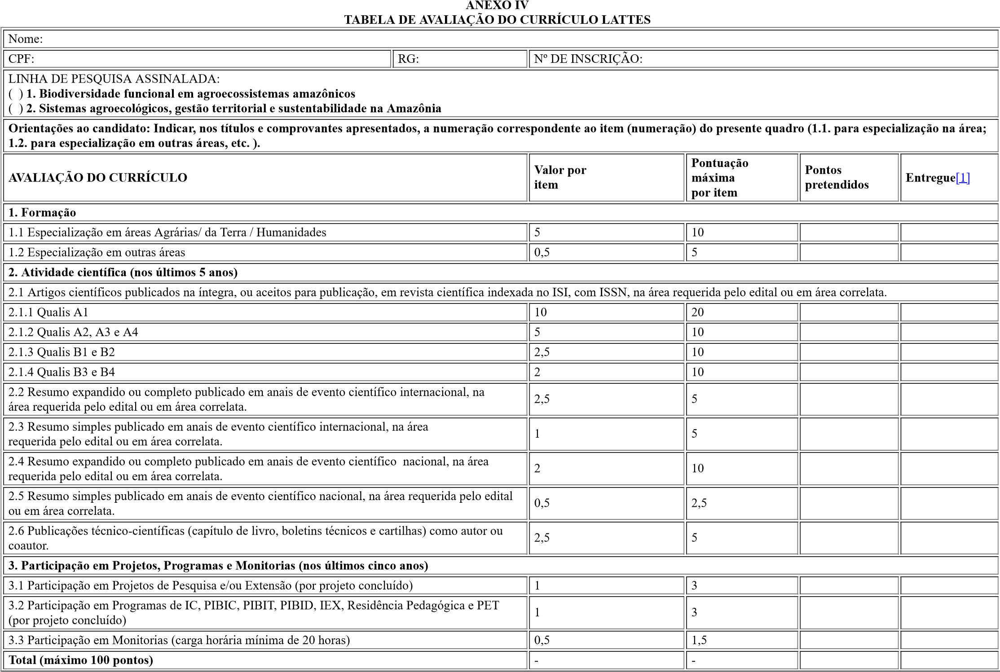 ANEXO IV
TABELA DE AVALIAÇÃO DO CURRÍCULO LATTES
Nome:
CPF: RG: Nº DE INSCRIÇÃO:
LINHA DE PESQUISA ASSINALADA:
( ) 1. Biodiversidade funcional em agroecossistemas amazônicos
( ) 2. Sistemas agroecológicos, gestão territorial e sustentabilidade na Amazônia
Orientações ao candidato: Indicar, nos títulos e comprovantes apresentados, a numeração correspondente ao item (numeração) do presente quadro (1.1. para especialização na área;
1.2. para especialização em outras áreas, etc. ).
AVALIAÇÃO DO CURRÍCULO
Valor por
item
Pontuação
máxima
por item
Pontos
pretendidos
Entregue[1]
1. Formação
1.1 Especialização em áreas Agrárias/ da Terra / Humanidades 5 10
1.2 Especialização em outras áreas 0,5 5
2. Atividade científica (nos últimos 5 anos)
2.1 Artigos científicos publicados na íntegra, ou aceitos para publicação, em revista científica indexada no ISI, com ISSN, na área requerida pelo edital ou em área correlata.
2.1.1 Qualis A1 10 20
2.1.2 Qualis A2, A3 e A4 5 10
2.1.3 Qualis B1 e B2 2,5 10
2.1.4 Qualis B3 e B4 2 10
2.2 Resumo expandido ou completo publicado em anais de evento científico internacional, na
área requerida pelo edital ou em área correlata.
2,5 5
2.3 Resumo simples publicado em anais de evento científico internacional, na área
requerida pelo edital ou em área correlata.
1 5
2.4 Resumo expandido ou completo publicado em anais de evento científico nacional, na área
requerida pelo edital ou em área correlata.
2 10
2.5 Resumo simples publicado em anais de evento científico nacional, na área requerida pelo edital
ou em área correlata.
0,5 2,5
2.6 Publicações técnico-científicas (capítulo de livro, boletins técnicos e cartilhas) como autor ou
coautor.
2,5 5
3. Participação em Projetos, Programas e Monitorias (nos últimos cinco anos)
3.1 Participação em Projetos de Pesquisa e/ou Extensão (por projeto concluído) 1 3
3.2 Participação em Programas de IC, PIBIC, PIBIT, PIBID, IEX, Residência Pedagógica e PET
(por projeto concluído)
1 3
3.3 Participação em Monitorias (carga horária mínima de 20 horas) 0,5 1,5
Total (máximo 100 pontos) - -